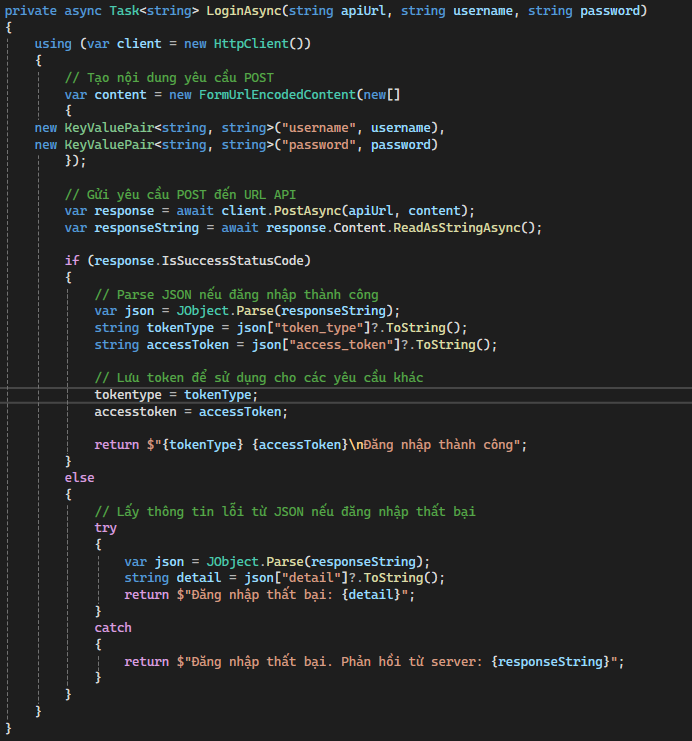 private async Task<string> LoginAsync(string apiUrl, string username, string password)
{
using (var client = new HttpClient())
{
// Tạo nội dung yêu cầu POST
var content = new FormUrlEncodedContent(new[]
{
new KeyValuePair<string, string>("username", username),
new KeyValuePair<string, string>("password", password)
});
// Gửi yêu cầu POST đến URL API
var response = await client.PostAsync(apiUrl, content);
var responseString = await response.Content.ReadAsStringAsync();
if (response.IsSuccessStatusCode)
{
// Parse JSON nếu đăng nhập thành công
var json = JObject.Parse(responseString);
string tokenType = json["token_type"]?.ToString();
string accessToken = json["access_token"]?.ToString();
// Lưu token để sử dụng cho các yêu cầu khác
tokentype = tokenType;
accesstoken = accessToken;
return $"{tokenType} {accessToken}\nĐăng nhập thành công";
}
else
{
// Lấy thông tin lỗi từ JSON nếu đăng nhập thất bại
try
{
var json = JObject.Parse(responseString);
string detail = json["detail"]?.ToString();
return $"Đăng nhập thất bại: {detail}";
}
catch
{
return $"Đăng nhập thất bại. Phản hồi từ server: {responseString}";
}
}
}
}